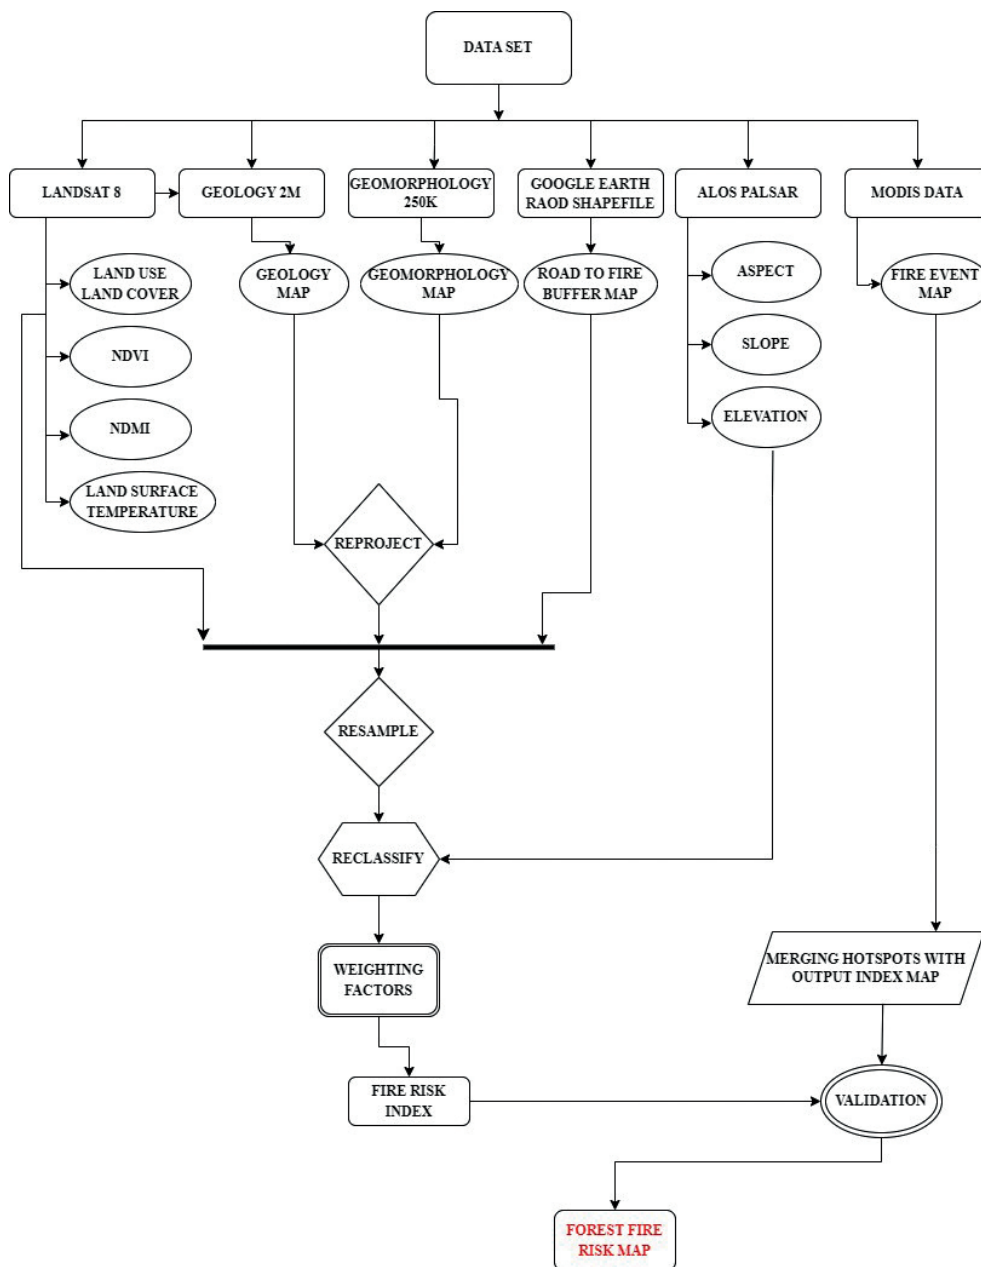 DATA SET
LANDSAT 8
GEOLOGY 2M
GEOMORPHOLOGY
250K
GOOGLE EARTH
RAOD SHAPEFILE
ALOS PALSAR
MODIS DATA
LAND USE
LAND COVER
GEOLOGY
MAP
GEOMORPHOLOGY
MAP
ROAD TO FIRE
BUFFER MAP
ASPECT
FIRE EVENT
MAP
NDVI
SLOPE
NDMI
ELEVATION
LAND SURFACE
TEMPERATURE
REPROJECT
RESAMPLE
RECLASSIFY
WEIGHTING
FACTORS
MERGING HOTSPOTS WITH
OUTPUT INDEX MAP
FIRE RISK
INDEX
VALIDATION
FOREST FIRE
RISK MAP